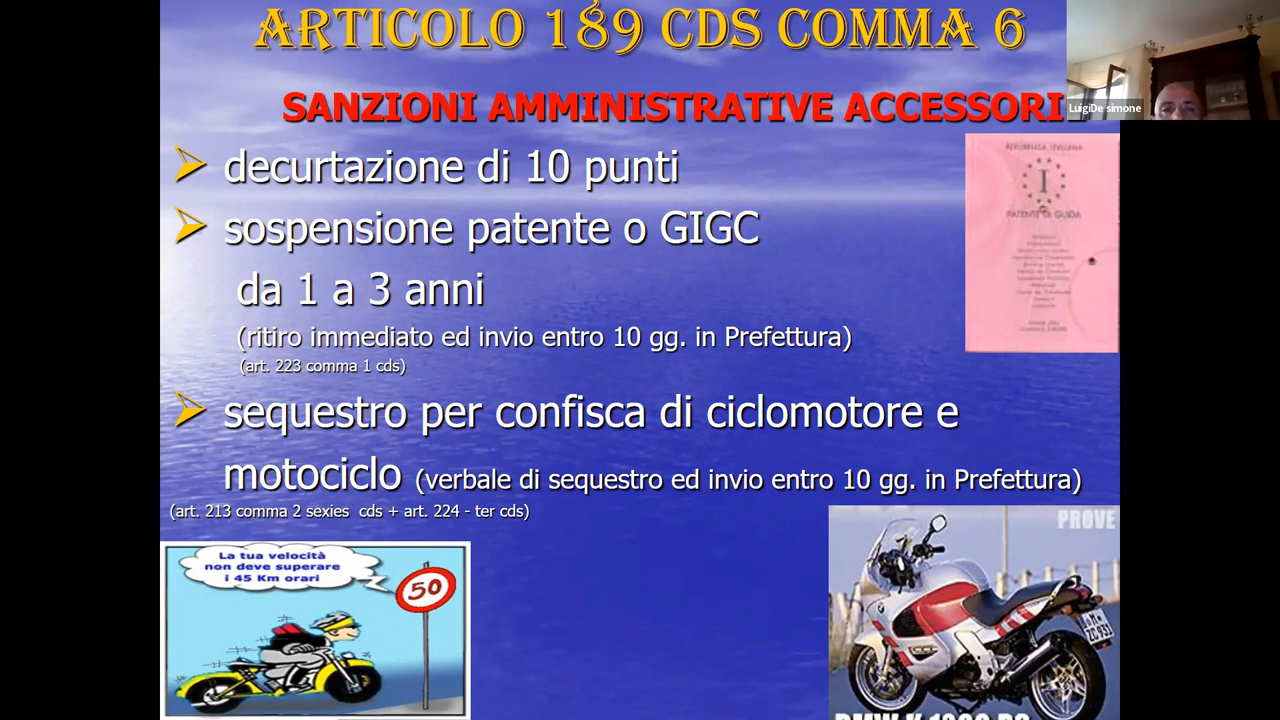 ARTICOLO 189 CDS COMMA 6
SANZIONI AMMINISTRATIVE ACCESSORI
LuigiDe simone
decurtazione di 10 punti
REPUBBLICA ITALIANA
I
PATENTE DI GUIDA
sospensione patente o GIGC
da 1 a 3 anni
(ritiro immediato ed invio entro 10 gg. in Prefettura)
(art. 223 comma 1 cds)
sequestro per confisca di ciclomotore e
motociclo (verbale di sequestro ed invio entro 10 gg. in Prefettura)
(art. 213 comma 2 sexies cds + art. 224 - ter cds)
La tua velocità
non deve superare
i 45 Km orari
50
PROVE